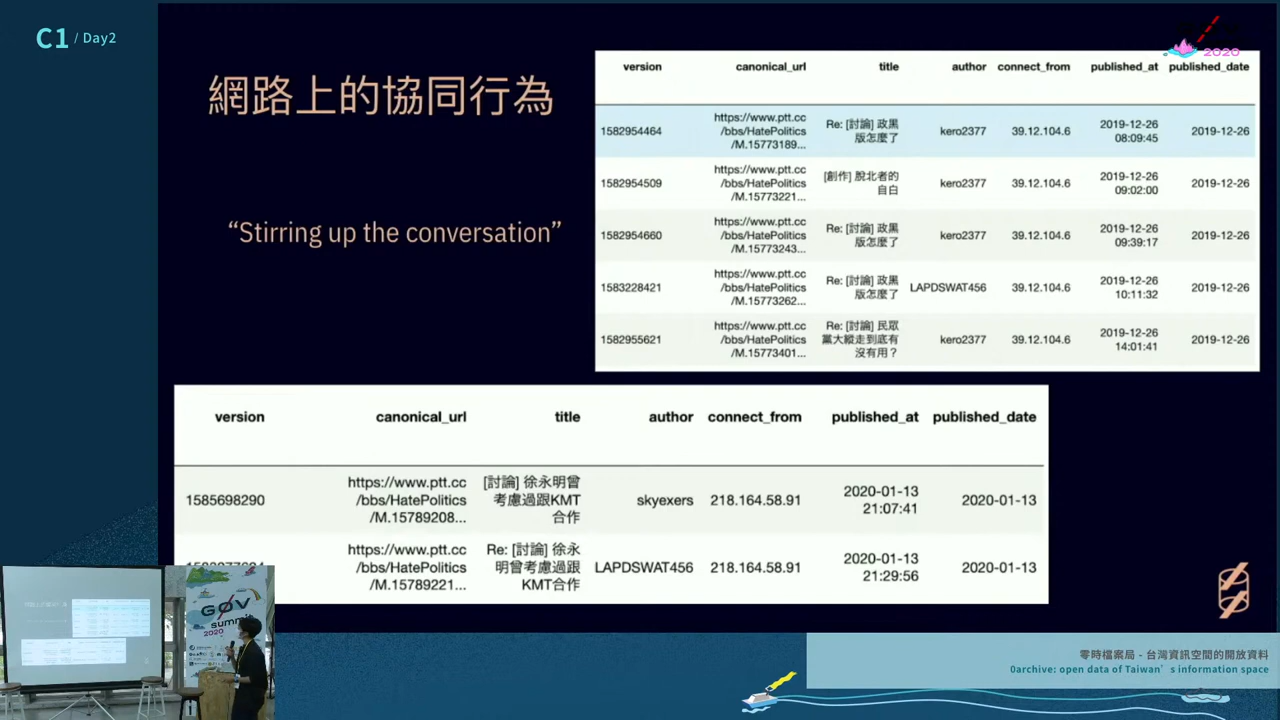 C1 / Day2
2020
網路上的協同行為
“Stirring up the conversation”
version canonical_url title author connect_from published_at published_date
1582954464 https://www.ptt.cc/bbs/HatePolitics/M.15773189... Re: [討論] 政黑版怎麼了 kero2377 39.12.104.6 2019-12-26 08:09:45 2019-12-26
1582954509 https://www.ptt.cc/bbs/HatePolitics/M.15773221... [創作] 脫北者的自白 kero2377 39.12.104.6 2019-12-26 09:02:00 2019-12-26
1582954660 https://www.ptt.cc/bbs/HatePolitics/M.15773243... Re: [討論] 政黑版怎麼了 kero2377 39.12.104.6 2019-12-26 09:39:17 2019-12-26
1583228421 https://www.ptt.cc/bbs/HatePolitics/M.15773262... Re: [討論] 政黑版怎麼了 LAPDSWAT456 39.12.104.6 2019-12-26 10:11:32 2019-12-26
1582955621 https://www.ptt.cc/bbs/HatePolitics/M.15773401... Re: [討論] 民眾黨大縱走到底有沒有用？ kero2377 39.12.104.6 2019-12-26 14:01:41 2019-12-26
version canonical_url title author connect_from published_at published_date
1585698290 https://www.ptt.cc/bbs/HatePolitics/M.15789208... [討論] 徐永明曾考慮過跟KMT合作 skyexers 218.164.58.91 2020-01-13 21:07:41 2020-01-13
https://www.ptt.cc/bbs/HatePolitics/M.15789221... Re: [討論] 徐永明曾考慮過跟KMT合作 LAPDSWAT456 218.164.58.91 2020-01-13 21:29:56 2020-01-13
GØV
summit
2020
零時檔案局 - 台灣資訊空間的開放資料
0archive: open data of Taiwan’s information space